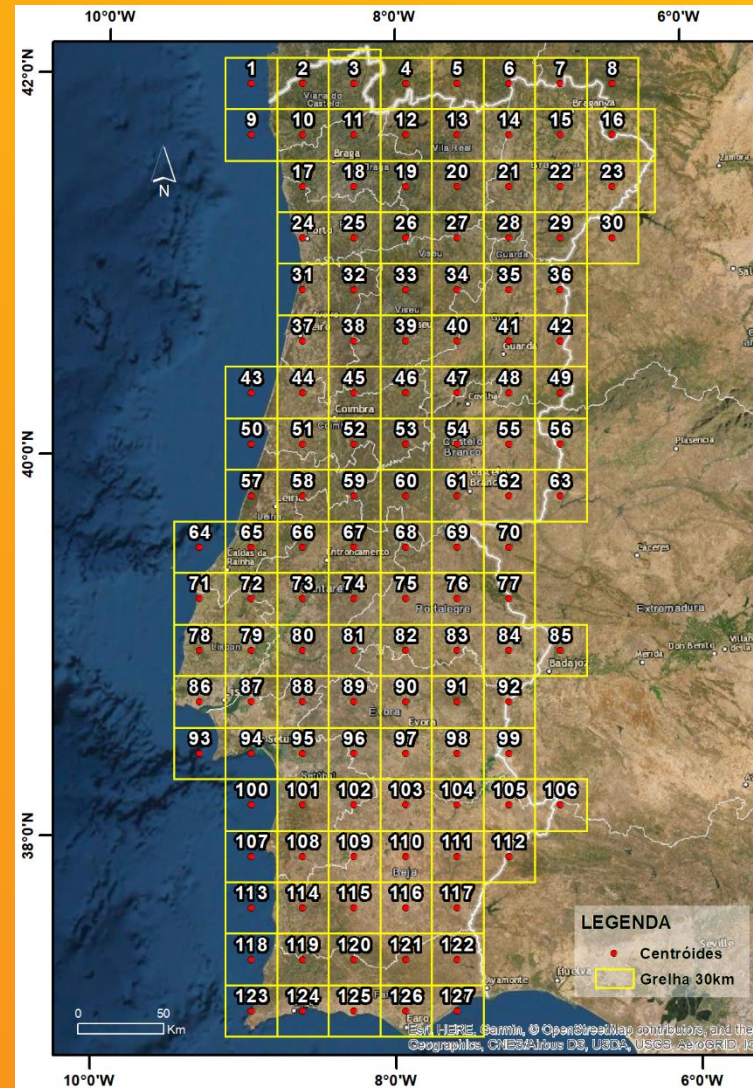 10°0'W 8°0'W 6°0'W
42°0'N
1 2 3 4 5 6 7 8
Viana do
Castelo
Braganza
9 10 11 12 13 14 15 16
Vila Real
Braga
Zamora
N
17 18 19 20 21 22 23
24 25 26 27 28 29 30
Porto
Viseu Guarda
31 32 33 34 35 36
Viseu
37 38 39 40 41 42
Guarda
43 44 45 46 47 48 49
Covilha
Coimbra
40°0'N
50 51 52 53 54 55 56
Castelo
Branco
Plasencia
57 58 59 60 61 62 63
Leiria
64 65 66 67 68 69 70
Caldas da
Rainha
Entroncamento
Cáceres
71 72 73 74 75 76 77
Portalegre
Extremadura
78 79 80 81 82 83 84 85
Lisbon
Badajoz
Mérida
Don Benito
86 87 88 89 90 91 92
Évora
Évora
93 94 95 96 97 98 99
Setúbal
100 101 102 103 104 105 106
38°0'N
107 108 109 110 111 112
Beja
113 114 115 116 117
LEGENDA
Centróides
Grelha 30km
Seville
118 119 120 121 122
Ayamonte
Huelva
123 124 125 126 127
Faro
0 50
Km
Esri, HERE, Garmin, © OpenStreetMap contributors, and the
Geographics, CNES/Airbus DS, USDA, USGS, AeroGRID,
10°0'W 8°0'W 6°0'W